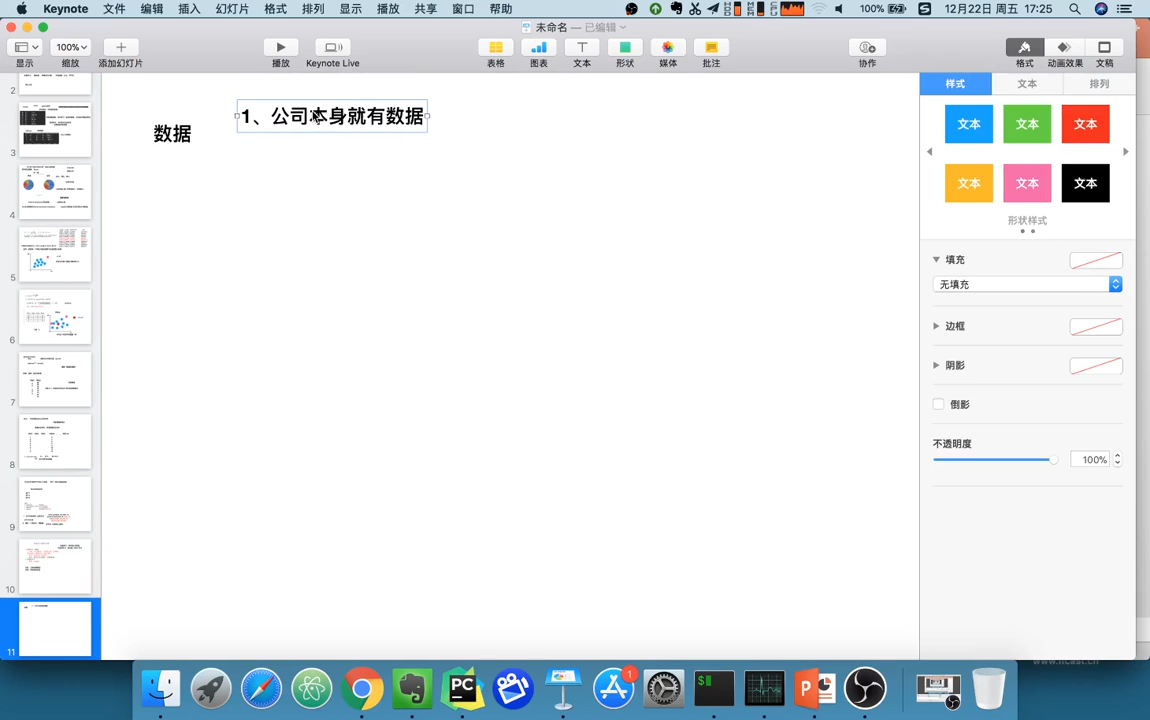 Keynote 文件 编辑 插入 幻灯片 格式 排列 显示 播放 共享 窗口 帮助 100% 12月22日 周五 17:25
未命名 — 已编辑
100%
显示 缩放 添加幻灯片 播放 Keynote Live 表格 图表 文本 形状 媒体 批注 协作 格式 动画效果 文稿
样式 文本 排列
1、公司本身就有数据
数据
文本 文本 文本
文本 文本 文本
形状样式
填充
无填充
边框
阴影
倒影
不透明度
100%
2
3
4
5
6
7
8
9
10
11
PC
1
$
P